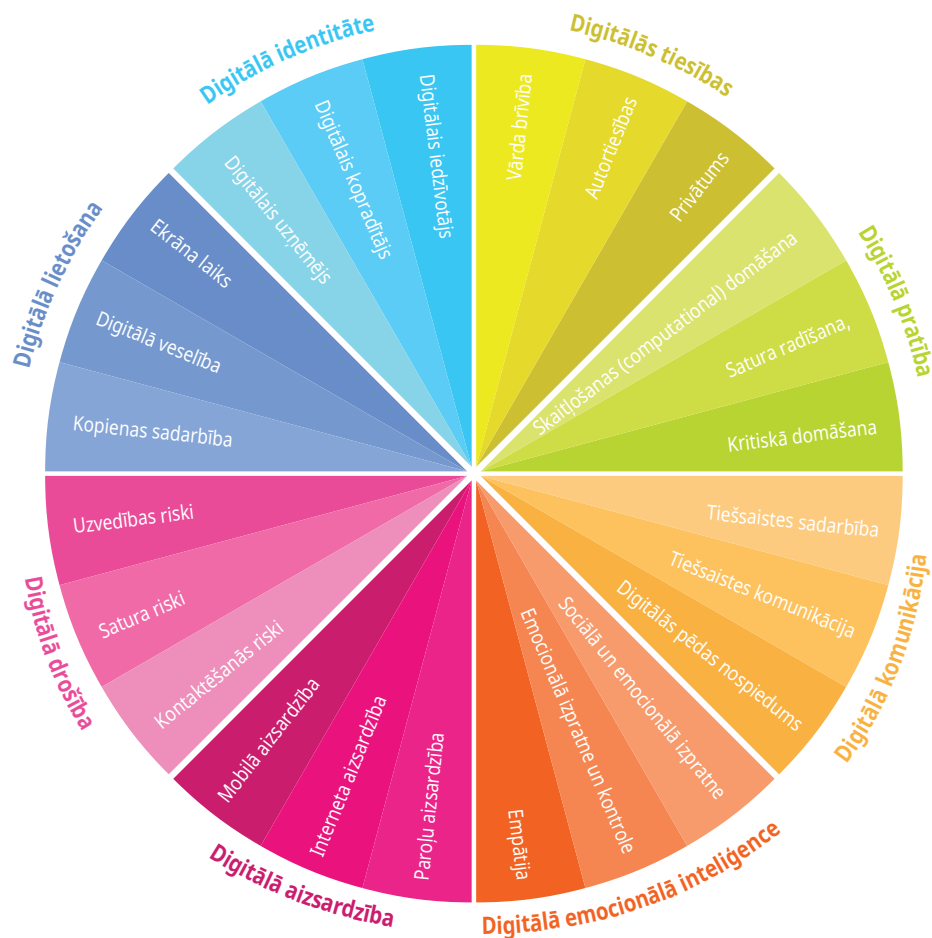 Digitālās tiesības
Vārda brīvība
Autortiesības
Privātums
Digitālā pratība
Skaitļošanas (computational) domāšana
Satura radīšana,
Kritiskā domāšana
Digitālā komunikācija
Tiešsaistes sadarbība
Tiešsaistes komunikācija
Digitālās pēdas nospiedums
Digitālā emocionālā inteliģence
Sociālā un emocionālā izpratne
Emocionālā izpratne un kontrole
Empātija
Digitālā aizsardzība
Paroļu aizsardzība
Interneta aizsardzība
Mobilā aizsardzība
Digitālā drošība
Kontaktēšanās riski
Satura riski
Uzvedības riski
Digitālā lietošana
Kopienas sadarbība
Digitālā veselība
Ekrāna laiks
Digitālā identitāte
Digitālais uzņēmējs
Digitālais kopradītājs
Digitālais iedzīvotājs